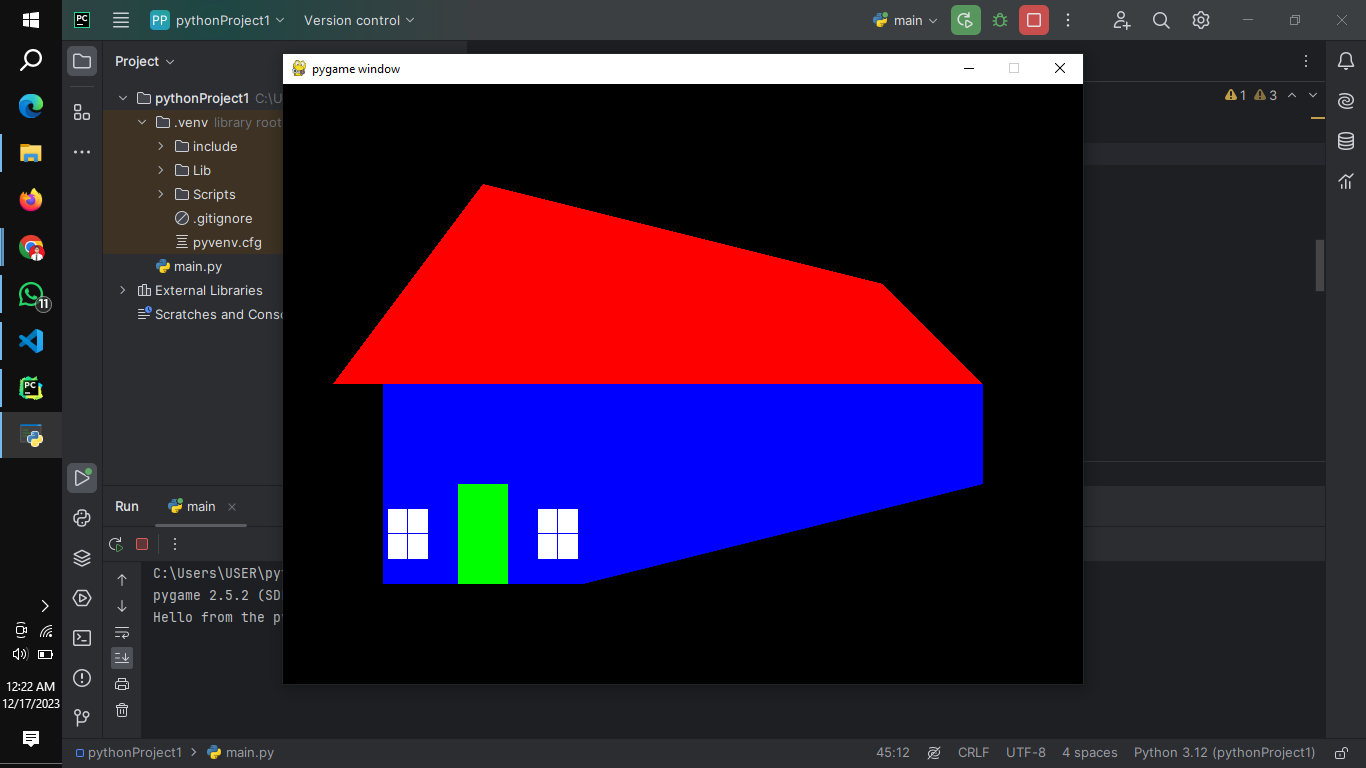 PC
PP pythonProject1
Version control
main
Project
pygame window
pythonProject1 C:\U
1 3
.venv library root
include
Lib
Scripts
.gitignore
pyvenv.cfg
main.py
External Libraries
Scratches and Cons
11
PC
Run main
C:\Users\USER\py
pygame 2.5.2 (SD
Hello from the p
12:22 AM
12/17/2023
pythonProject1 > main.py
45:12 CRLF UTF-8 4 spaces Python 3.12 (pythonProject1)